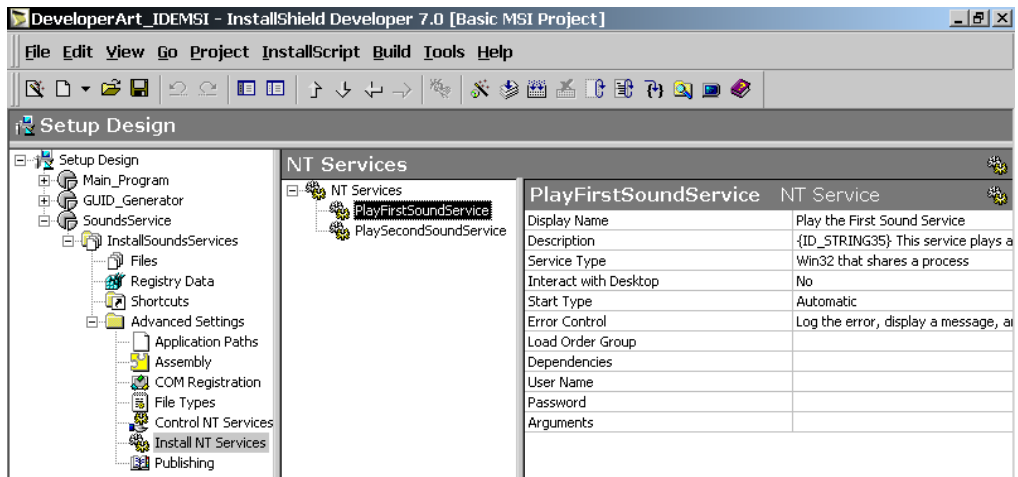 DeveloperArt_IDEMSI - InstallShield Developer 7.0 [Basic MSI Project]
File Edit View Go Project InstallScript Build Tools Help
Setup Design
Setup Design
Main_Program
GUID_Generator
SoundsService
InstallSoundsServices
Files
Registry Data
Shortcuts
Advanced Settings
Application Paths
Assembly
COM Registration
File Types
Control NT Services
Install NT Services
Publishing
NT Services
NT Services
PlayFirstSoundService
PlaySecondSoundService
PlayFirstSoundService NT Service
Display Name Play the First Sound Service
Description {ID_STRING35} This service plays a
Service Type Win32 that shares a process
Interact with Desktop No
Start Type Automatic
Error Control Log the error, display a message,
Load Order Group
Dependencies
User Name
Password
Arguments